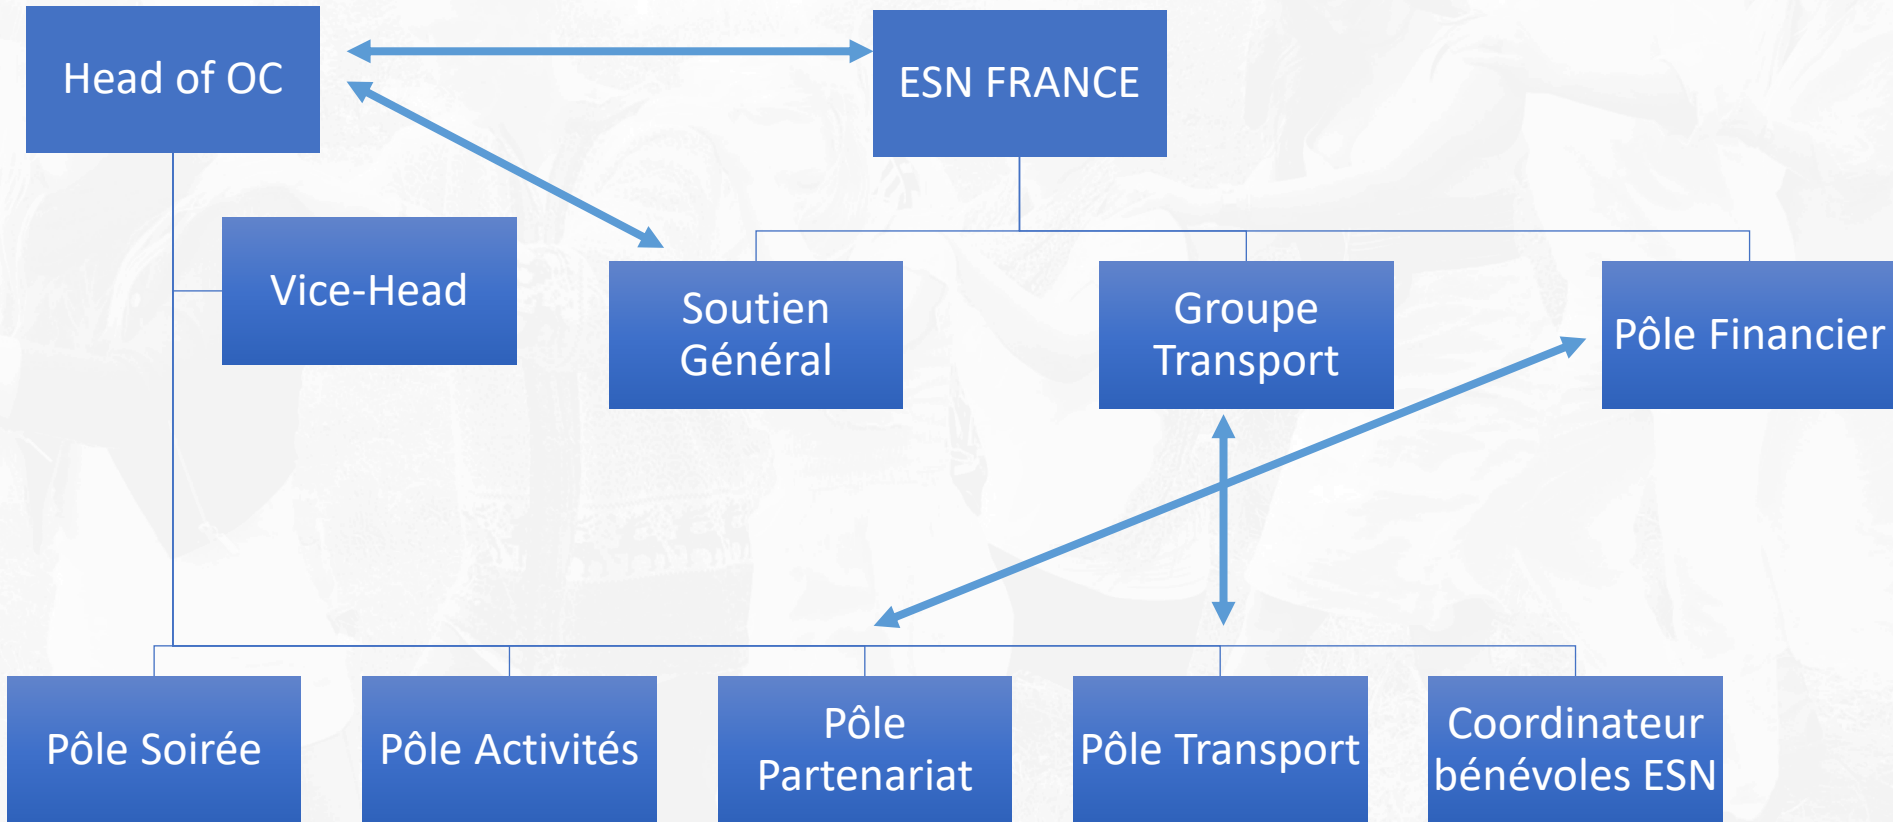 Head of OC
ESN FRANCE
Vice-Head
Soutien
Général
Groupe
Transport
Pôle Financier
Pôle Soirée
Pôle Activités
Pôle
Partenariat
Pôle Transport
Coordinateur
bénévoles ESN